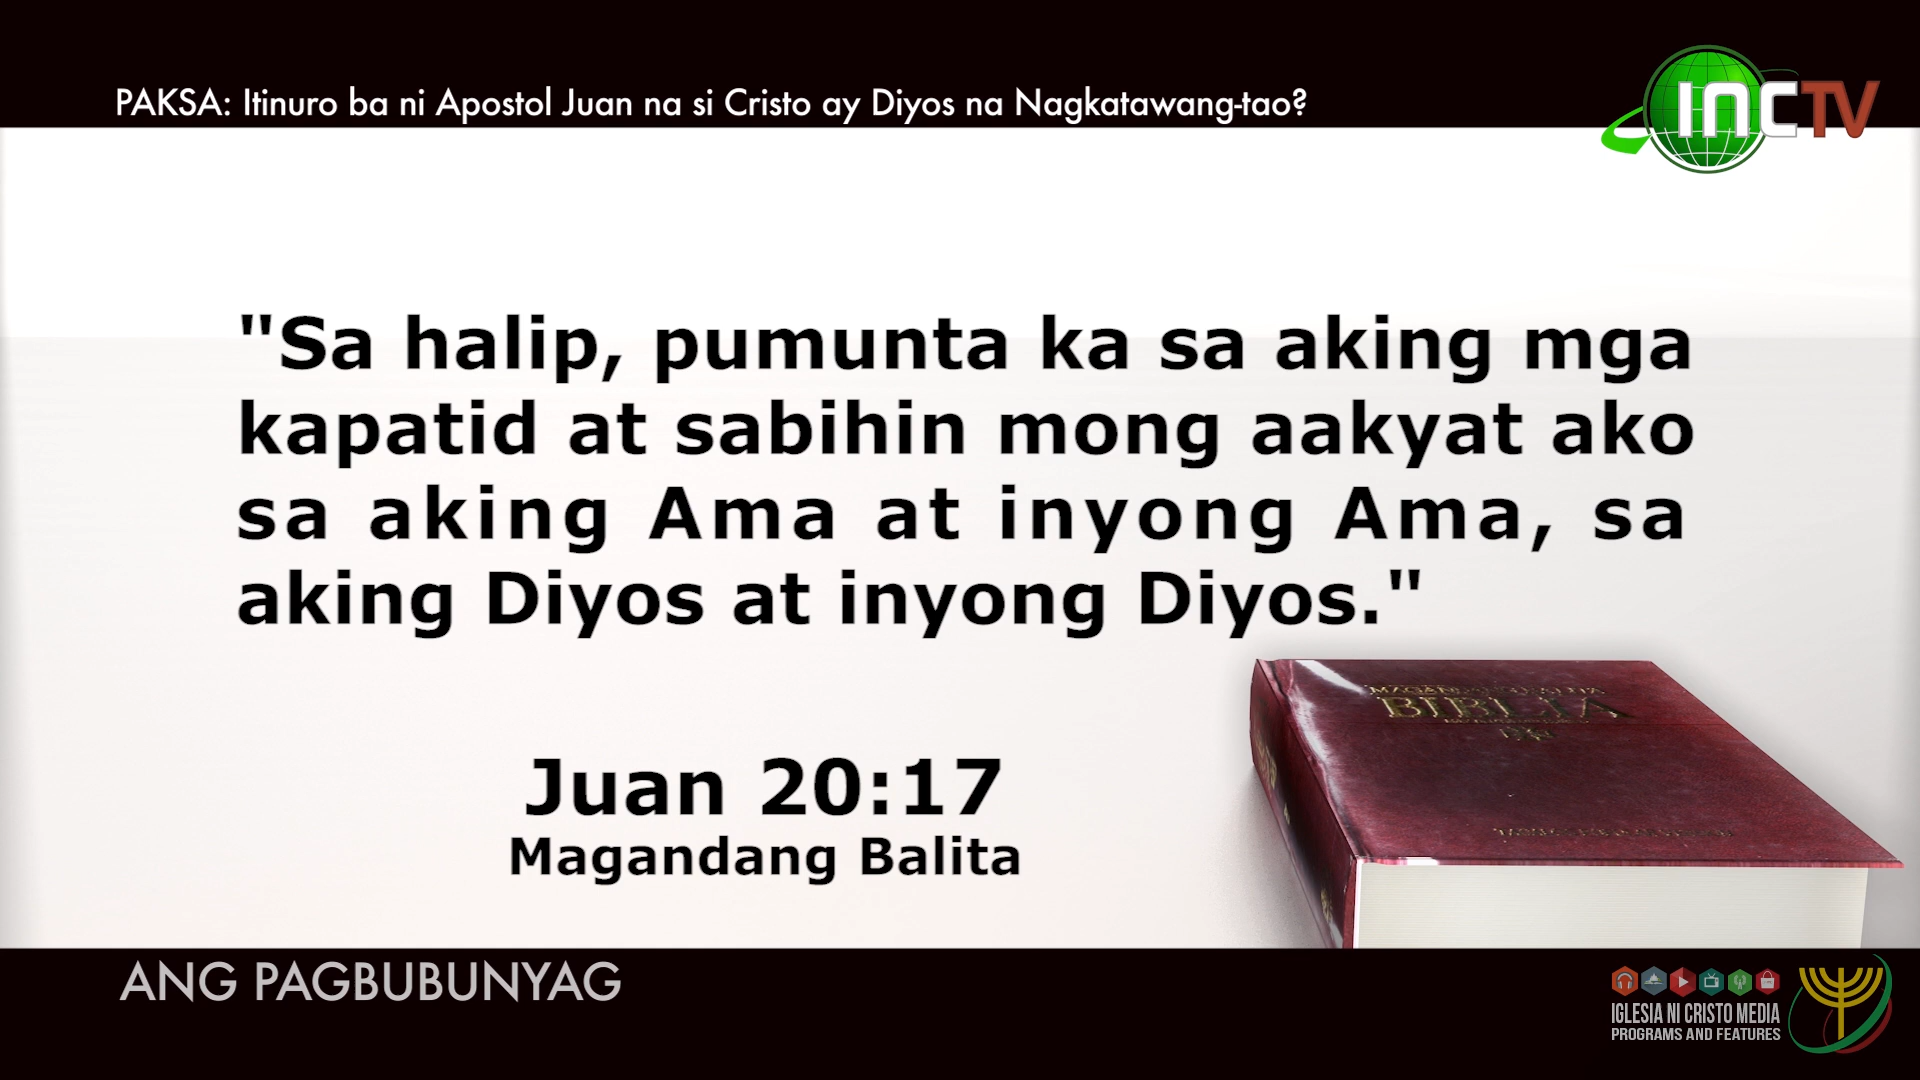 PAKSA: Itinuro ba ni Apostol Juan na si Cristo ay Diyos na Nagkatawang-tao?
INCTV
"Sa halip, pumunta ka sa aking mga
kapatid at sabihin mong aakyat ako
sa aking Ama at inyong Ama, sa
aking Diyos at inyong Diyos."
Juan 20:17
Magandang Balita
MAGANDANG BALITA
BIBLIA
ANG PAGBUBUNYAG
IGLESIA NI CRISTO MEDIA
PROGRAMS AND FEATURES